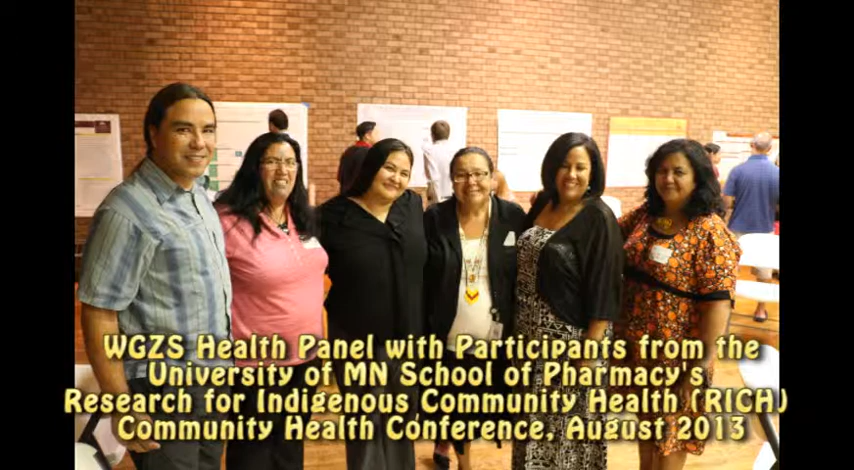 WGZS Health Panel with Participants from the
University of MN School of Pharmacy's
Research for Indigenous Community Health (RICH)
Community Health Conference, August 2013